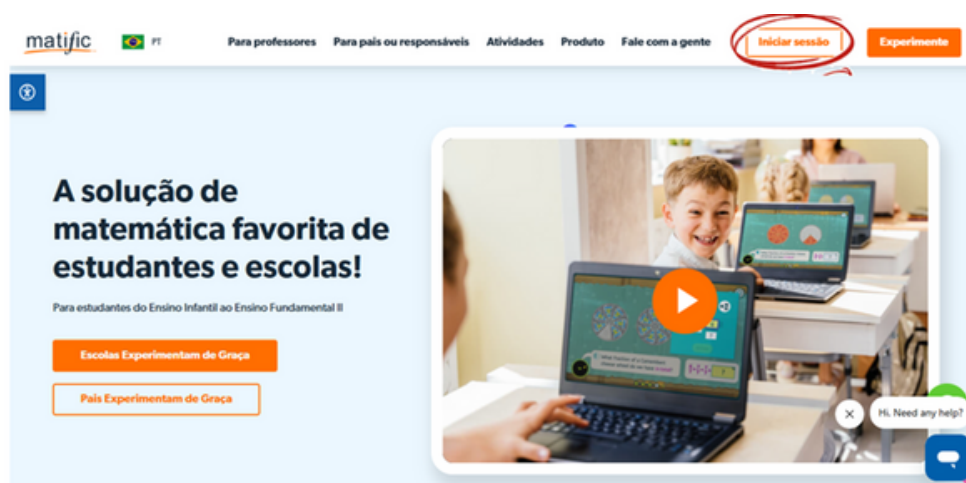 matific
PT
Para professores Para pais ou responsáveis Atividades Produto Fale com a gente Iniciar sessão Experimente
A solução de
matemática favorita de
estudantes e escolas!
Para estudantes do Ensino Infantil ao Ensino Fundamental II
Escolas Experimentam de Graça
Pais Experimentam de Graça
Hi. Need any help?